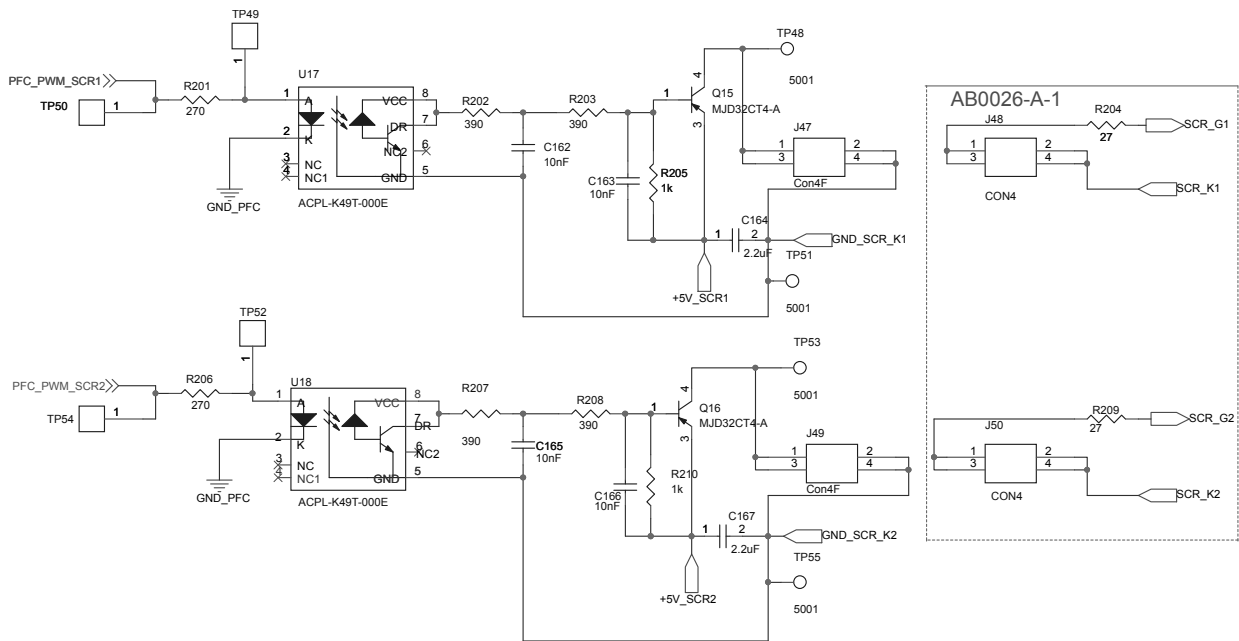 TP49
PFC_PWM_SCR1
TP50
1
1
R201
270
U17
1
A
2
K
3
NC
4
NC1
VCC
8
7
DR
6
NC2
5
GND
ACPL-K49T-000E
GND_PFC
R202
390
R203
390
C162
10nF
C163
10nF
R205
1k
1
4
3
Q15
MJD32CT4-A
TP48
5001
J47
1
3
2
4
Con4F
C164
1
2
2.2uF
GND_SCR_K1
TP51
5001
+5V_SCR1
AB0026-A-1
J48
1
3
2
4
CON4
R204
27
SCR_G1
SCR_K1
TP52
PFC_PWM_SCR2
TP54
1
1
R206
270
U18
1
A
2
K
3
NC
4
NC1
VCC
8
7
DR
6
NC2
5
GND
ACPL-K49T-000E
GND_PFC
R207
390
R208
390
C165
10nF
C166
10nF
R210
1k
1
4
3
Q16
MJD32CT4-A
TP53
5001
J49
1
3
2
4
Con4F
C167
1
2
2.2uF
GND_SCR_K2
TP55
5001
+5V_SCR2
J50
1
3
2
4
CON4
R209
27
SCR_G2
SCR_K2